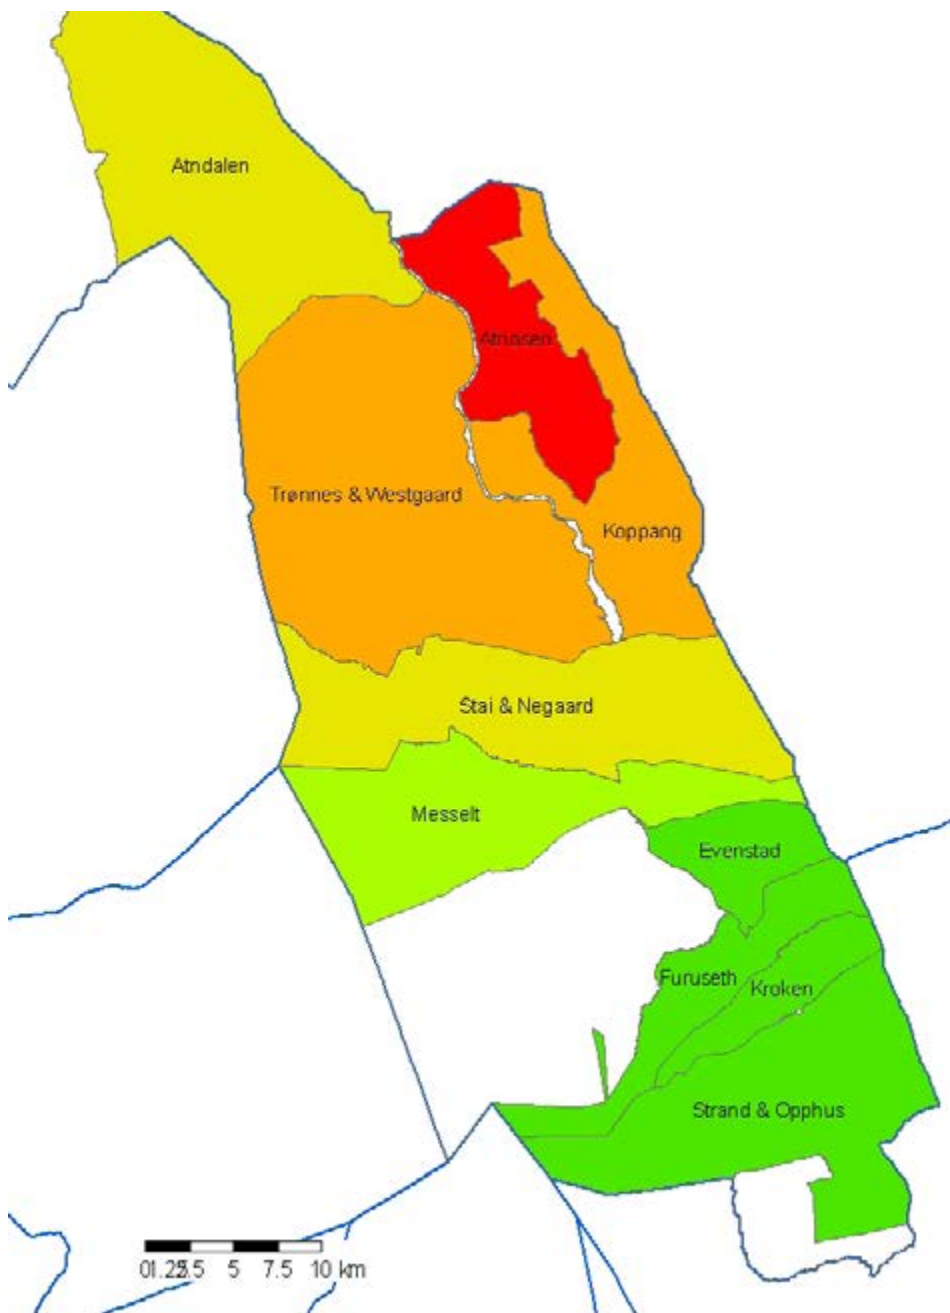 Atndalen
Atnosen
Trønnes & Westgaard
Koppang
Stai & Negaard
Messelt
Evenstad
Furuseth
Kroken
Strand & Opphus
5 7.5 10 km